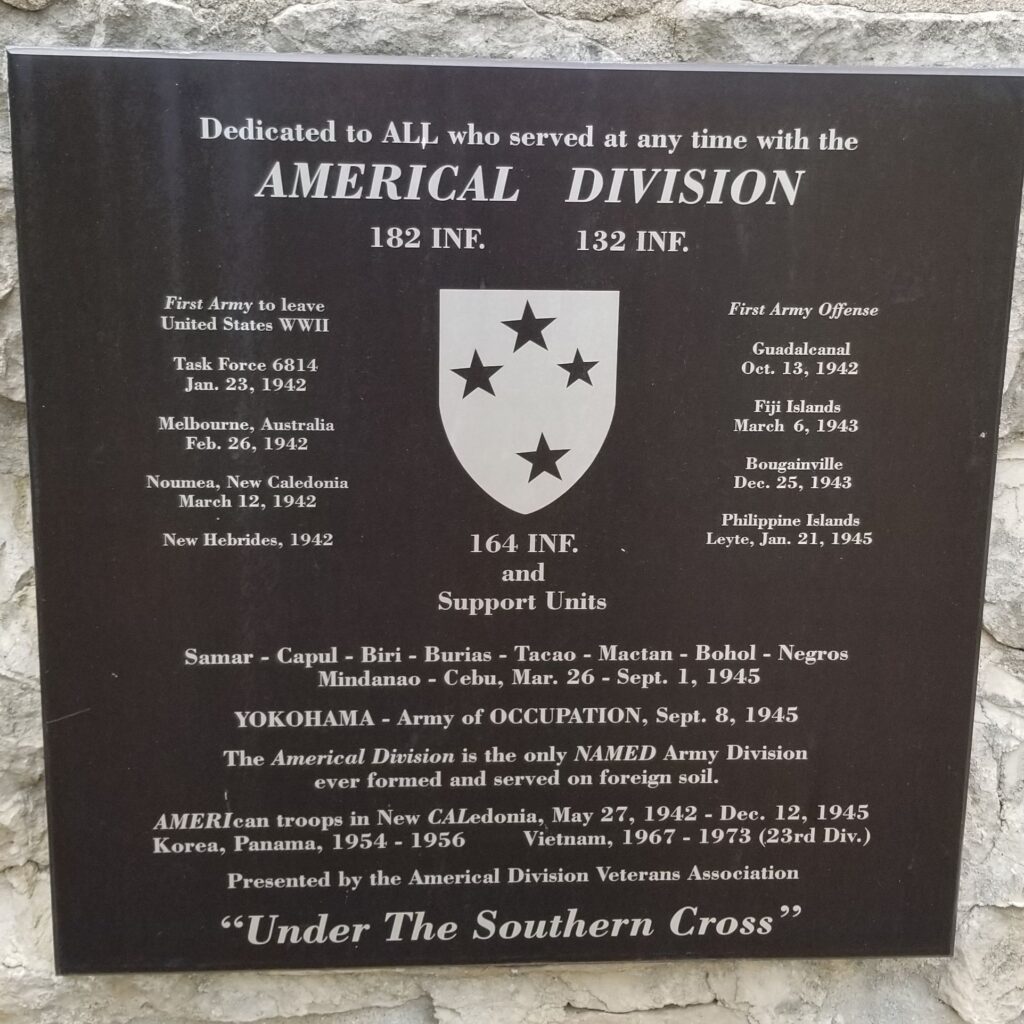 Dedicated to ALL who served at any time with the
AMERICAL DIVISION
182 INF. 132 INF.
First Army to leave
United States WWII
Task Force 6814
Jan. 23, 1942
Melbourne, Australia
Feb. 26, 1942
Noumea, New Caledonia
March 12, 1942
New Hebrides, 1942
First Army Offense
Guadalcanal
Oct. 13, 1942
Fiji Islands
March 6, 1943
Bougainville
Dec. 25, 1943
Philippine Islands
Leyte, Jan. 21, 1945
164 INF.
and
Support Units
Samar - Capul - Biri - Burias - Tacao - Mactan - Bohol - Negros
Mindanao - Cebu, Mar. 26 - Sept. 1, 1945
YOKOHAMA - Army of OCCUPATION, Sept. 8, 1945
The Americal Division is the only NAMED Army Division
ever formed and served on foreign soil.
AMERIcan troops in New CALedonia, May 27, 1942 - Dec. 12, 1945
Korea, Panama, 1954 - 1956 Vietnam, 1967 - 1973 (23rd Div.)
Presented by the Americal Division Veterans Association
“Under The Southern Cross”